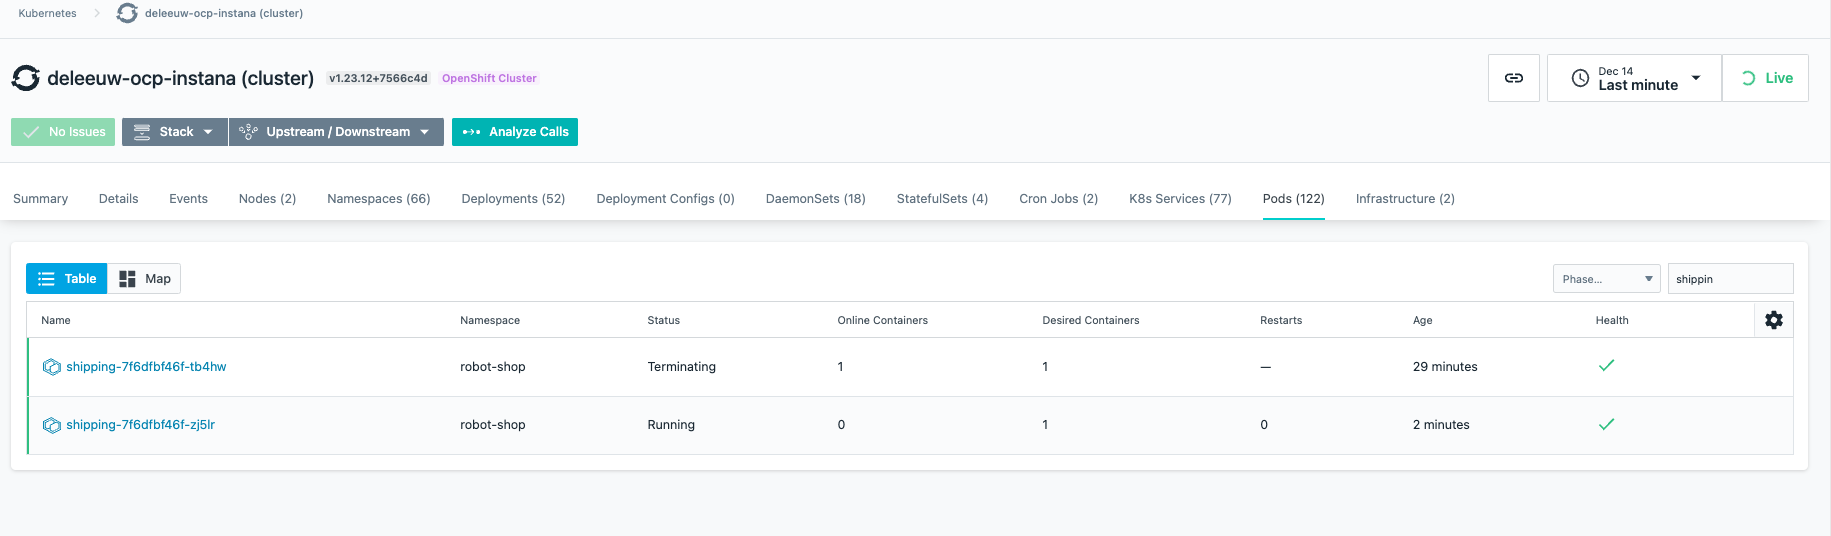 Kubernetes > deleeuw-ocp-instana (cluster)
deleeuw-ocp-instana (cluster) v1.23.12+7566c4d OpenShift Cluster
Dec 14
Last minute
Live
No Issues Stack Upstream / Downstream Analyze Calls
Summary Details Events Nodes (2) Namespaces (66) Deployments (52) Deployment Configs (0) DaemonSets (18) StatefulSets (4) Cron Jobs (2) K8s Services (77) Pods (122) Infrastructure (2)
Table Map Phase... shippin
Name Namespace Status Online Containers Desired Containers Restarts Age Health
shipping-7f6dfbf46f-tb4hw robot-shop Terminating 1 1 — 29 minutes
shipping-7f6dfbf46f-zj5lr robot-shop Running 0 1 0 2 minutes